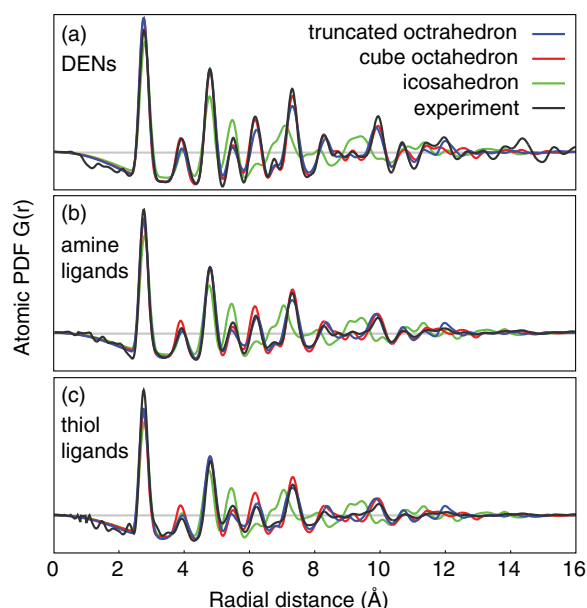 (a)
DENs
truncated octrahedron
cube octahedron
icosahedron
experiment
(b)
amine
ligands
(c)
thiol
ligands
Atomic PDF G(r)
0 2 4 6 8 10 12 14 16
Radial distance (Å)